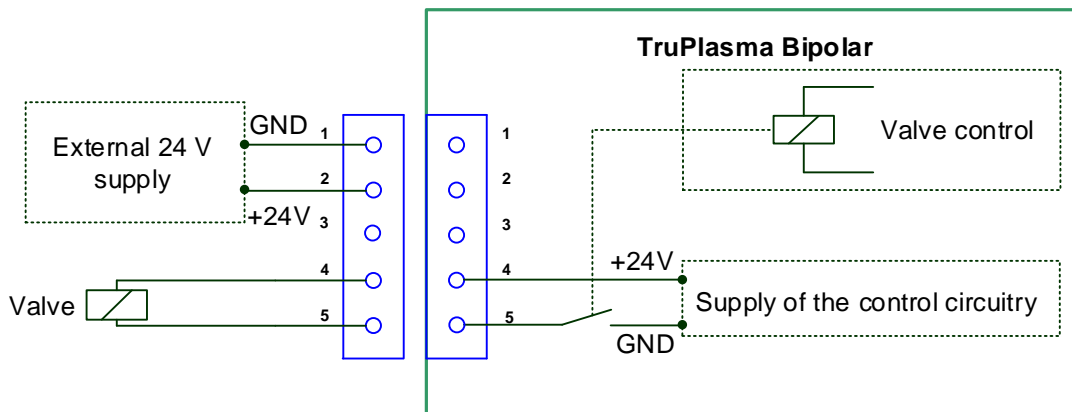 TruPlasma Bipolar
External 24 V
supply
GND
+24V
1
2
3
4
5
Valve
1
2
3
4
5
Valve control
+24V
GND
Supply of the control circuitry